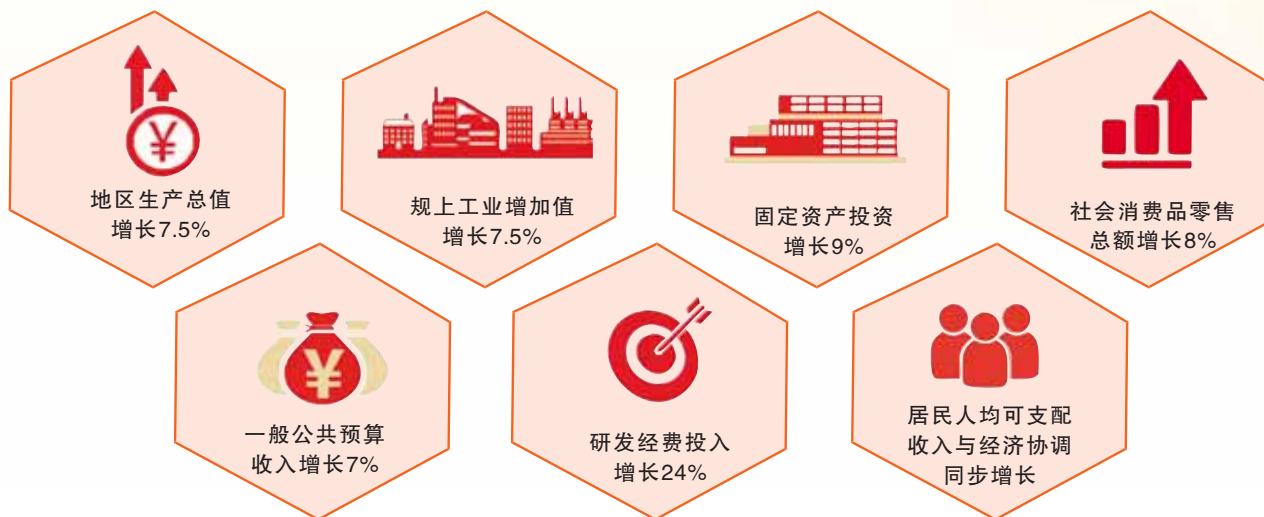 地区生产总值
增长7.5%
规上工业增加值
增长7.5%
固定资产投资
增长9%
社会消费品零售
总额增长8%
一般公共预算
收入增长7%
研发经费投入
增长24%
居民人均可支配
收入与经济协调
同步增长